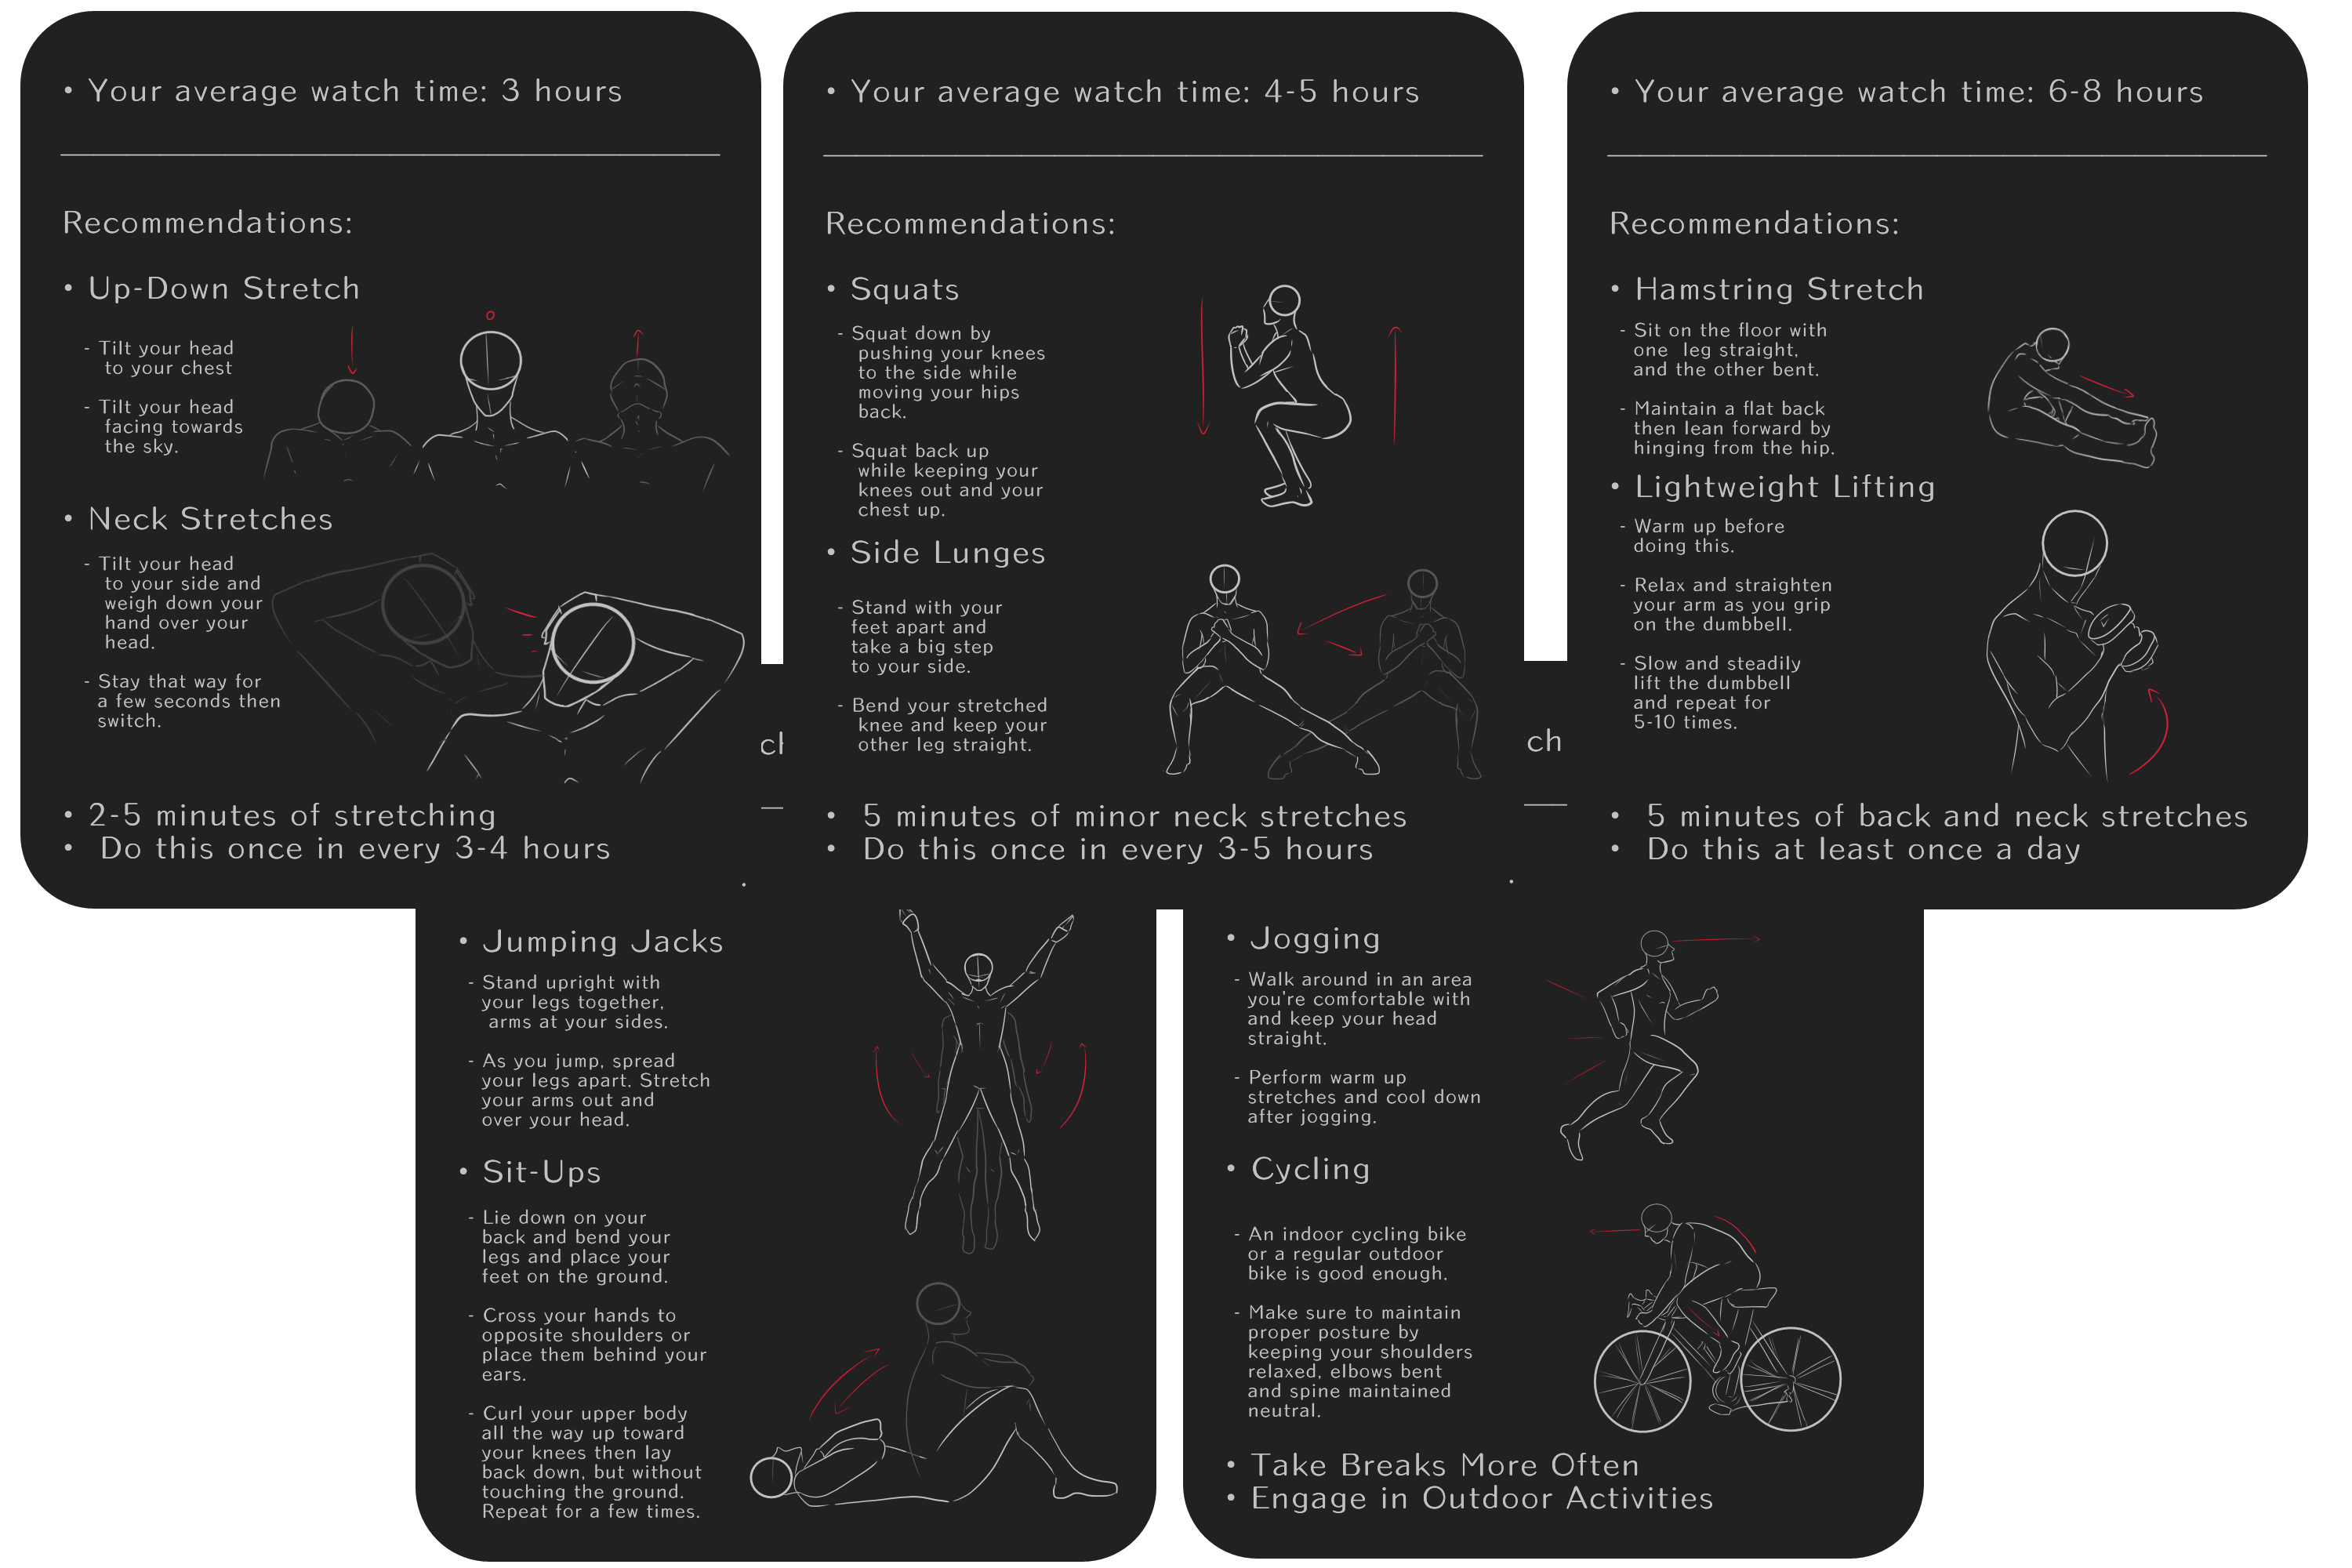 • Your average watch time: 3 hours
Recommendations:
• Up-Down Stretch
- Tilt your head
to your chest
- Tilt your head
facing towards
the sky.
• Neck Stretches
- Tilt your head
to your side and
weigh down your
hand over your
head.
- Stay that way for
a few seconds then
switch.
• 2-5 minutes of stretching
• Do this once in every 3-4 hours
• Your average watch time: 4-5 hours
Recommendations:
• Squats
- Squat down by
pushing your knees
to the side while
moving your hips
back.
- Squat back up
while keeping your
knees out and your
chest up.
• Side Lunges
- Stand with your
feet apart and
take a big step
to your side.
- Bend your stretched
knee and keep your
other leg straight.
• 5 minutes of minor neck stretches
• Do this once in every 3-5 hours
• Your average watch time: 6-8 hours
Recommendations:
• Hamstring Stretch
- Sit on the floor with
one leg straight,
and the other bent.
- Maintain a flat back
then lean forward by
hinging from the hip.
• Lightweight Lifting
- Warm up before
doing this.
- Relax and straighten
your arm as you grip
on the dumbbell.
- Slow and steadily
lift the dumbbell
and repeat for
5-10 times.
• 5 minutes of back and neck stretches
• Do this at least once a day
ch
ch
• Jumping Jacks
- Stand upright with
your legs together,
arms at your sides.
- As you jump, spread
your legs apart. Stretch
your arms out and
over your head.
• Sit-Ups
- Lie down on your
back and bend your
legs and place your
feet on the ground.
- Cross your hands to
opposite shoulders or
place them behind your
ears.
- Curl your upper body
all the way up toward
your knees then lay
back down, but without
touching the ground.
Repeat for a few times.
• Jogging
- Walk around in an area
you're comfortable with
and keep your head
straight.
- Perform warm up
stretches and cool down
after jogging.
• Cycling
- An indoor cycling bike
or a regular outdoor
bike is good enough.
- Make sure to maintain
proper posture by
keeping your shoulders
relaxed, elbows bent
and spine maintained
neutral.
• Take Breaks More Often
• Engage in Outdoor Activities